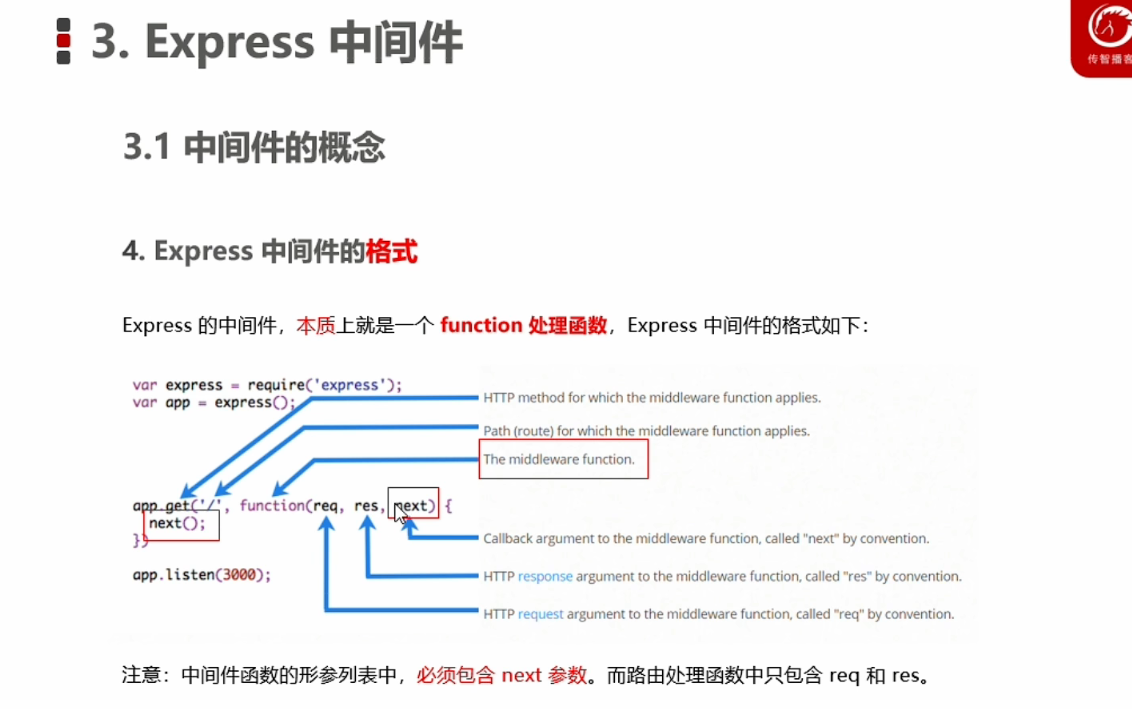 3. Express 中间件
传智播客
3.1 中间件的概念
4. Express 中间件的格式
Express 的中间件，本质上就是一个 function 处理函数，Express 中间件的格式如下：
var express = require('express');
var app = express();
HTTP method for which the middleware function applies.
Path (route) for which the middleware function applies.
The middleware function.
app.get('/', function(req, res, next) {
next();
})
Callback argument to the middleware function, called "next" by convention.
app.listen(3000);
HTTP response argument to the middleware function, called "res" by convention.
HTTP request argument to the middleware function, called "req" by convention.
注意：中间件函数的形参列表中，必须包含 next 参数。而路由处理函数中只包含 req 和 res。